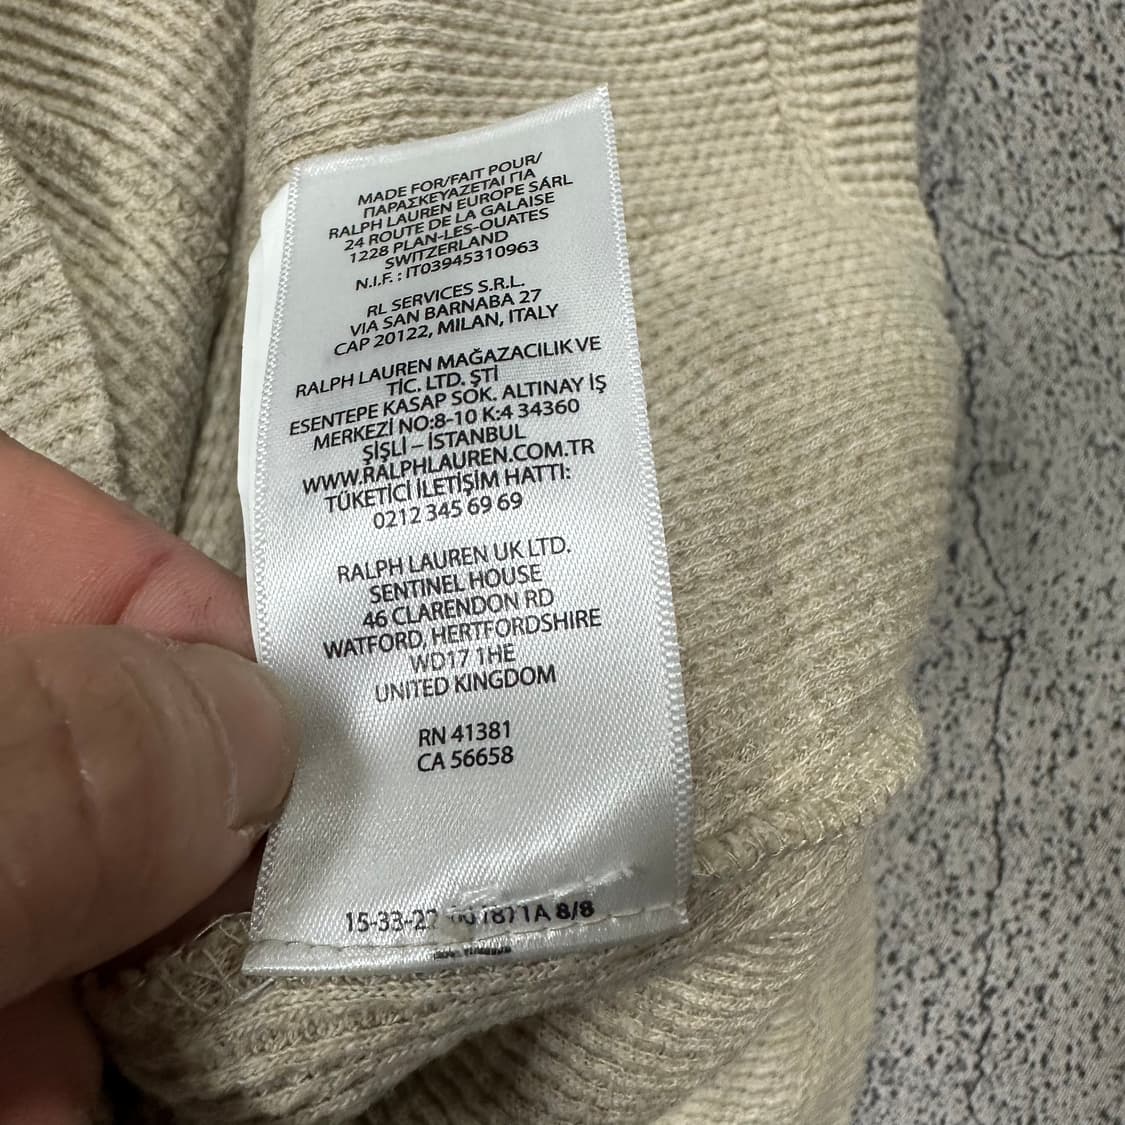 MADE FOR/FAIT POUR/
ΠΑΡΑΣΚΕΥΑΖΕΤΑΙ ΓΙΑ
RALPH LAUREN EUROPE SÁRL
24 ROUTE DE LA GALAISE
1228 PLAN-LES-OUATES
SWITZERLAND
N.I.F. : IT03945310963
RL SERVICES S.R.L.
VIA SAN BARNABA 27
CAP 20122, MILAN, ITALY
RALPH LAUREN MAĞAZACILIK VE
TİC. LTD. ŞTİ
ESENTEPE KASAP SOK. ALTINAY İŞ
MERKEZİ NO:8-10 K:4 34360
ŞİŞLİ – İSTANBUL
WWW.RALPHLAUREN.COM.TR
TÜKETİCİ İLETİŞİM HATTI:
0212 345 69 69
RALPH LAUREN UK LTD.
SENTINEL HOUSE
46 CLARENDON RD
WATFORD, HERTFORDSHIRE
WD17 1HE
UNITED KINGDOM
RN 41381
CA 56658
8/8